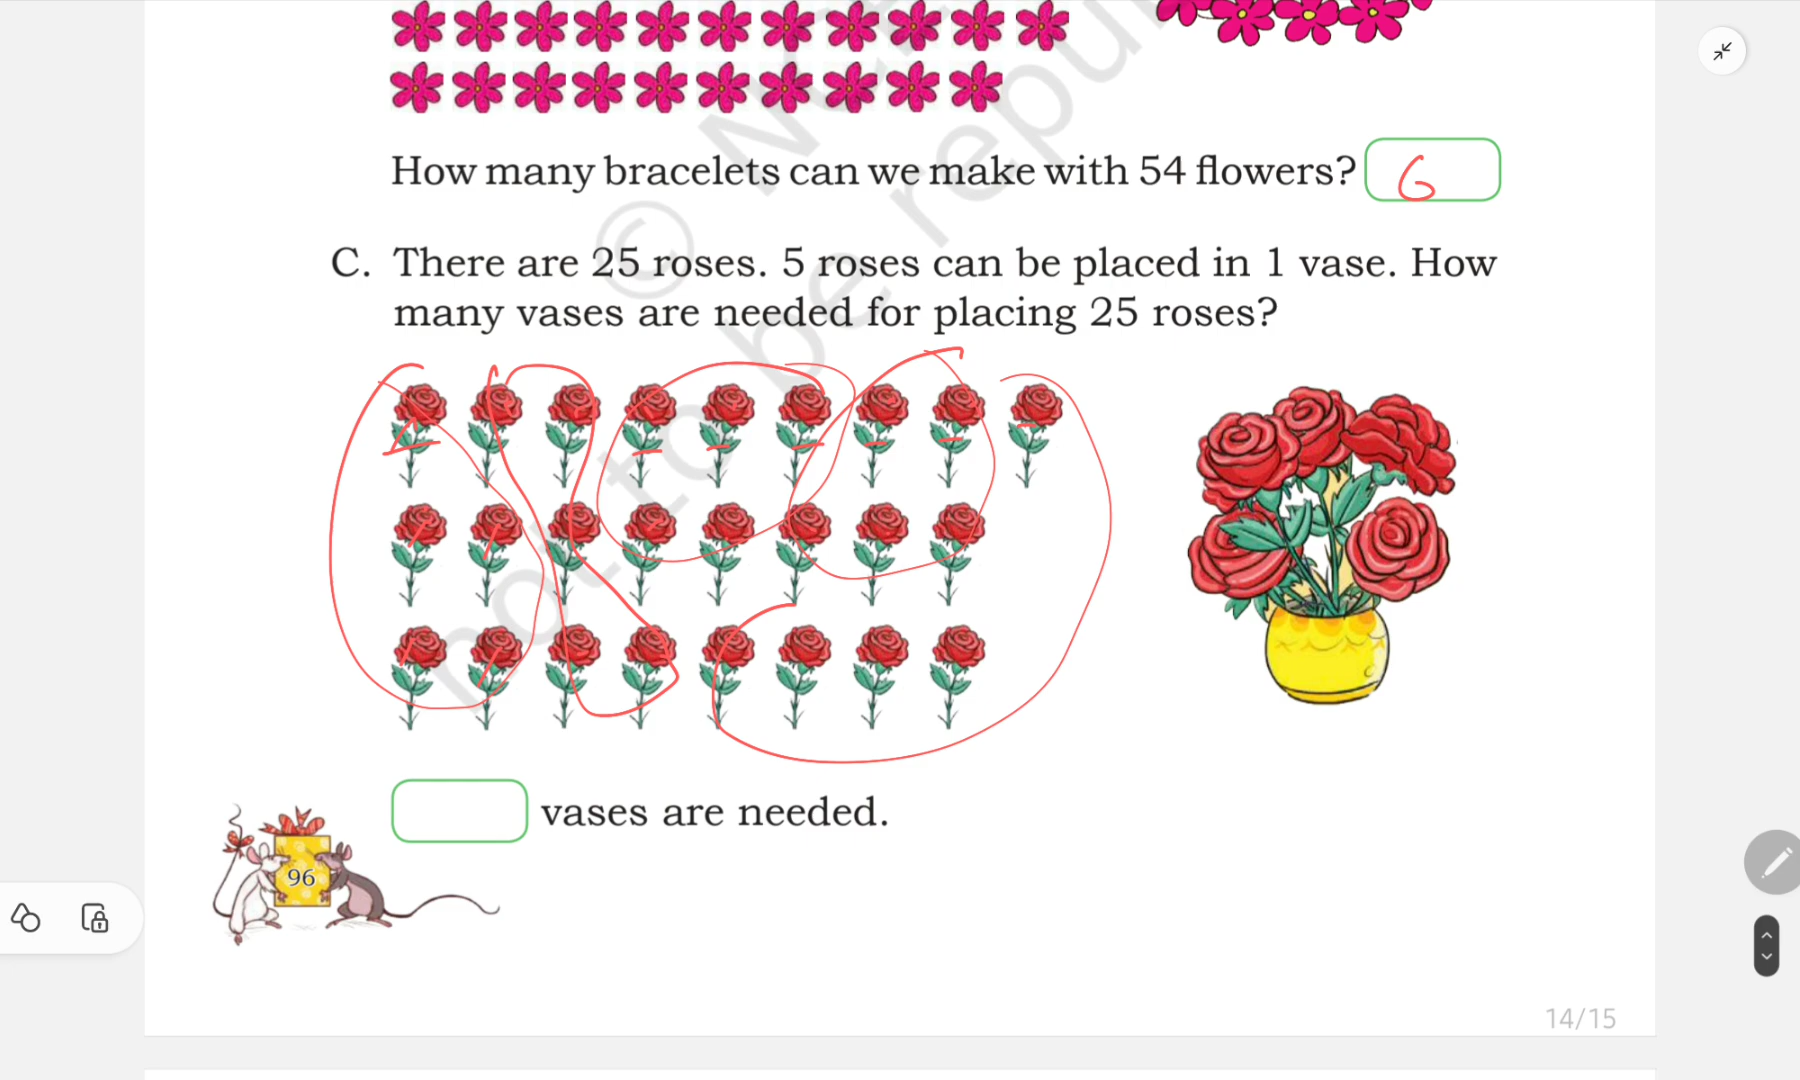 How many bracelets can we make with 54 flowers? 6
C. There are 25 roses. 5 roses can be placed in 1 vase. How
many vases are needed for placing 25 roses?
vases are needed.
96
14/15